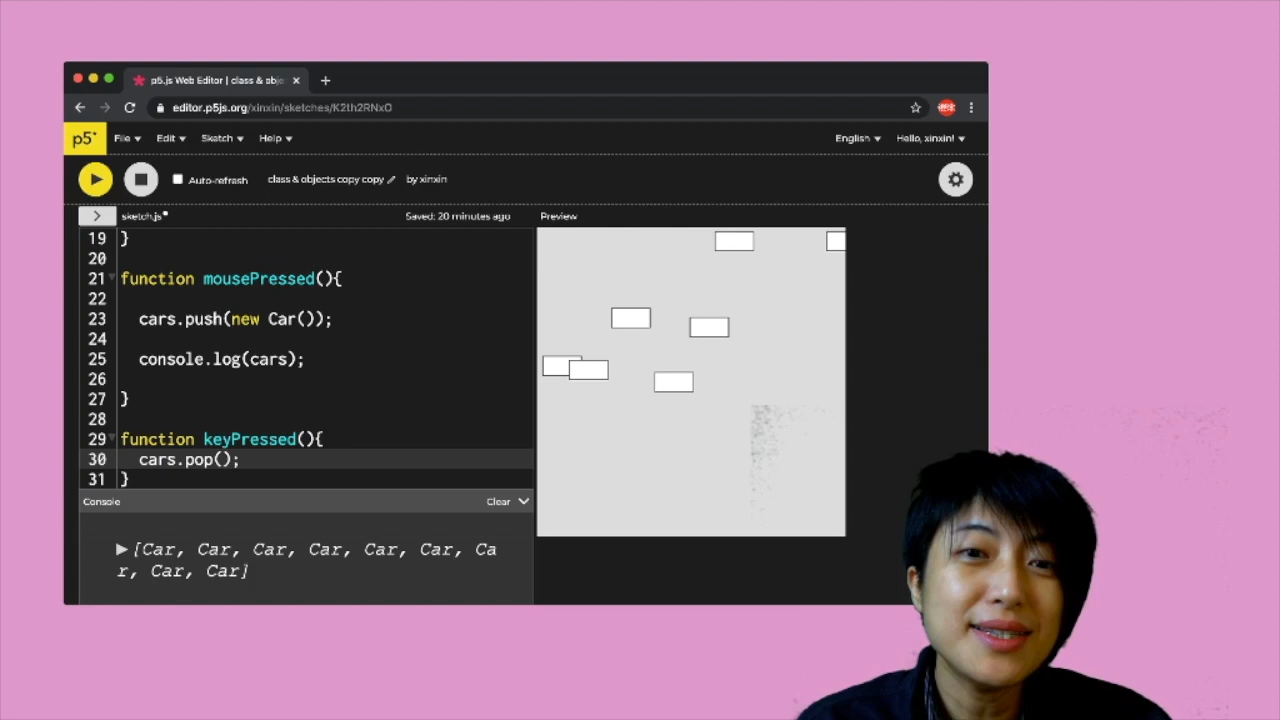 p5.js Web Editor | class & obje
editor.p5js.org/xinxin/sketches/K2th2RNxO
p5* File Edit Sketch Help English Hello, xinxin!
Auto-refresh class & objects copy copy by xinxin
sketch.js Saved: 20 minutes ago Preview
19 }
20
21 function mousePressed(){
22
23 cars.push(new Car());
24
25 console.log(cars);
26
27 }
28
29 function keyPressed(){
30 cars.pop();
31 }
Console Clear
[Car, Car, Car, Car, Car, Car, Ca
r, Car, Car]